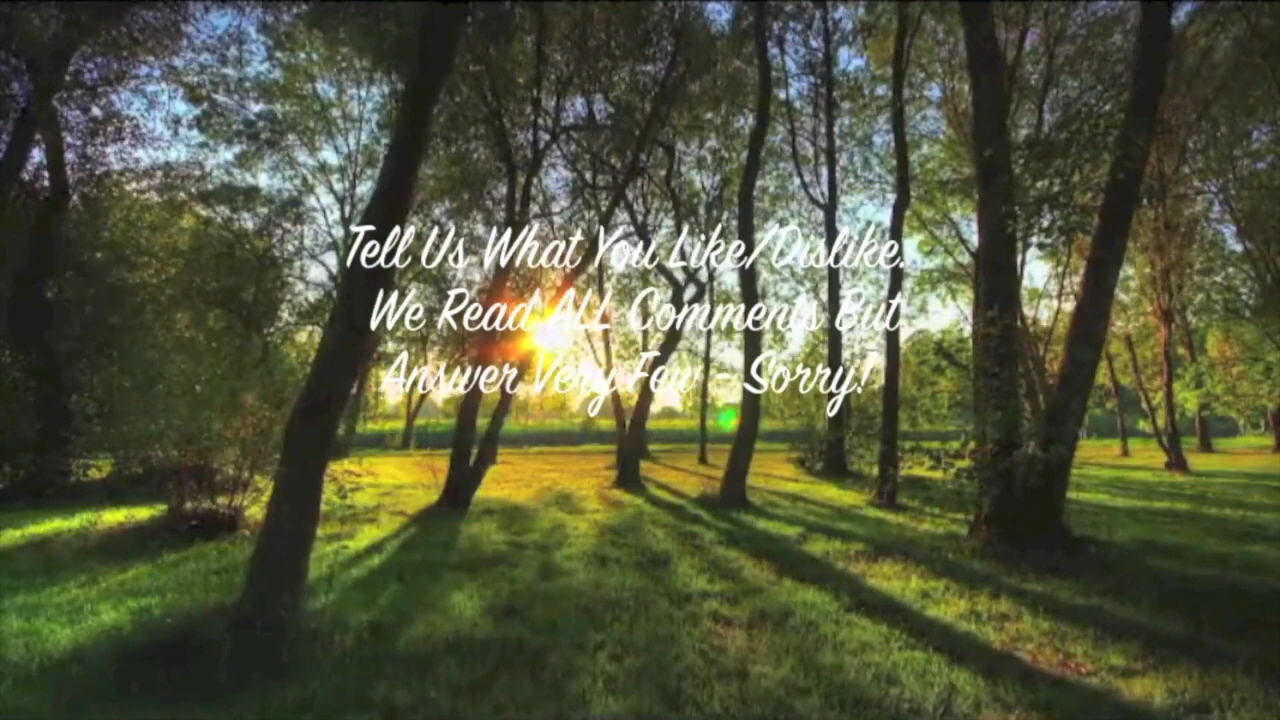 Tell Us What You Like/Dislike.
We Read ALL Comments But
Answer Very Few - Sorry!